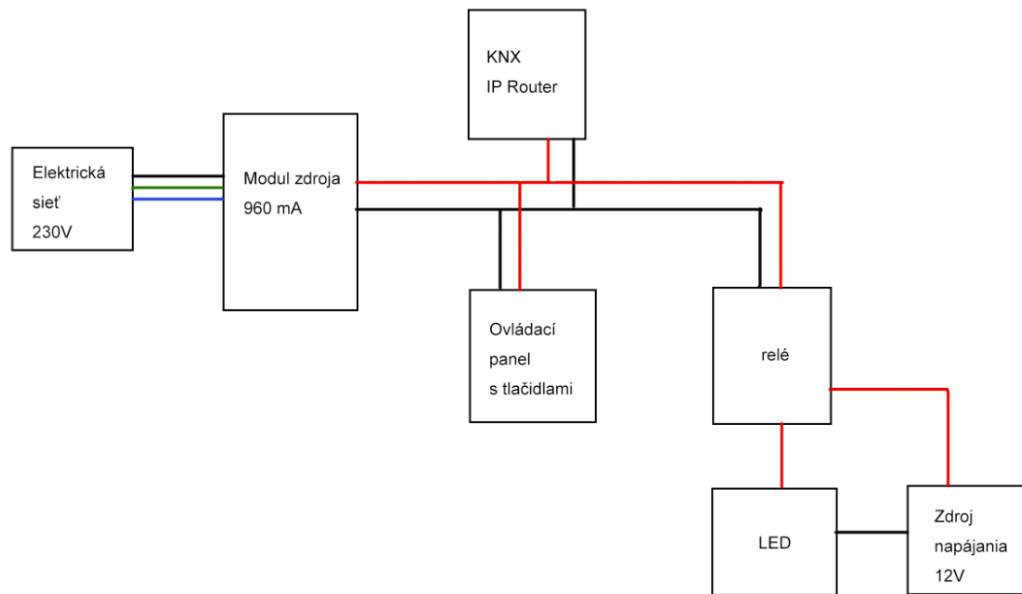 KNX
IP Router
Elektrická
sieť
230V
Modul zdroja
960 mA
Ovládací
panel
s tlačidlami
relé
LED
Zdroj
napájania
12V